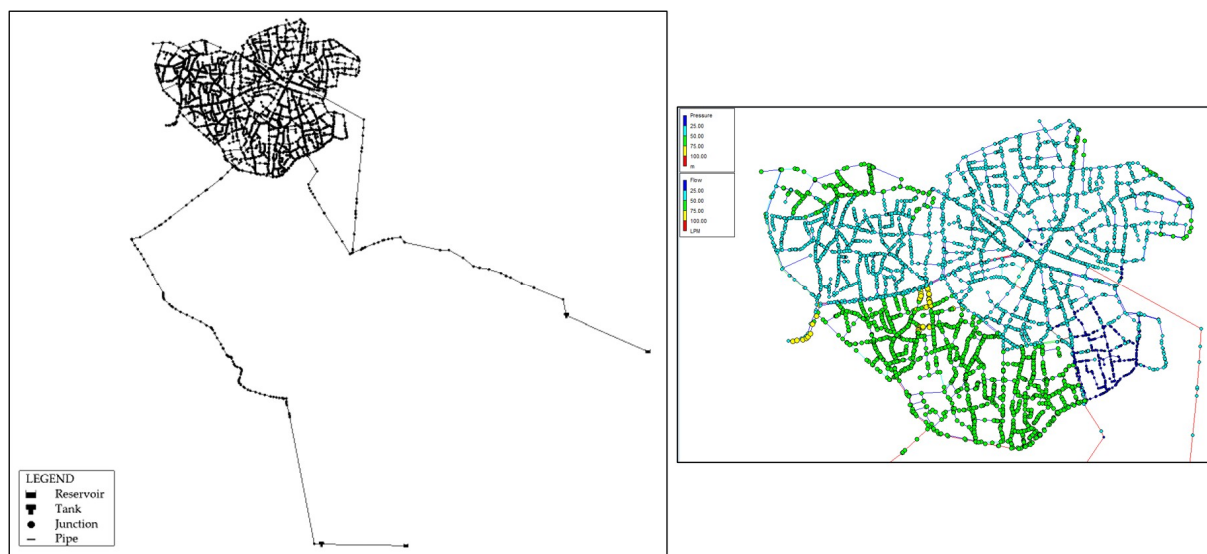 LEGEND
Reservoir
Tank
Junction
Pipe
Pressure
25.00
50.00
75.00
100.00
m
Flow
25.00
50.00
75.00
100.00
LPM